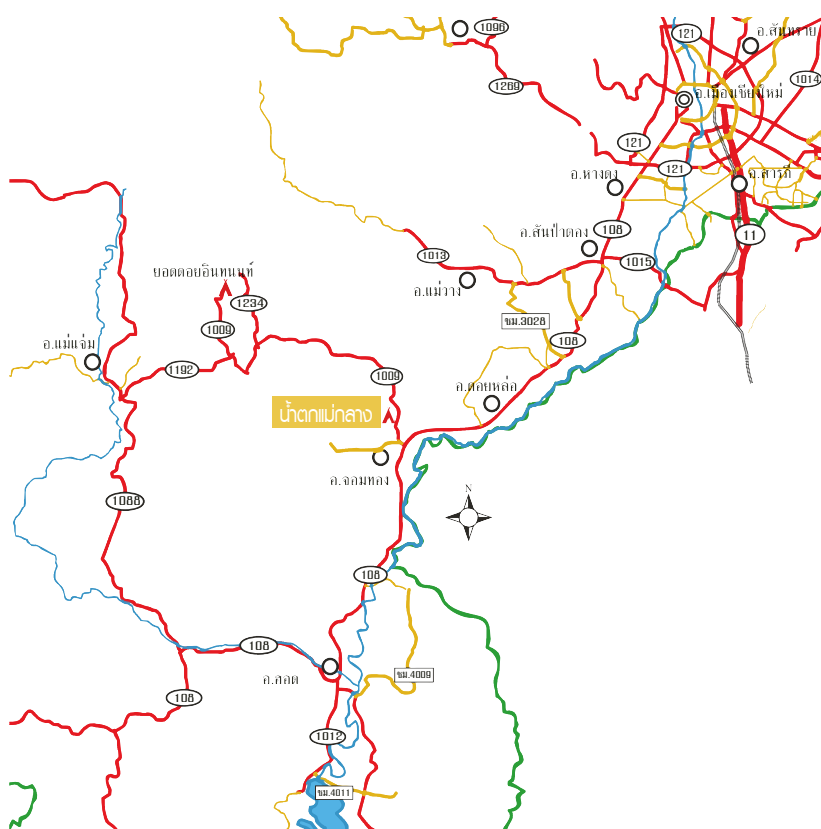 1096
121
อ.สันทราย
1269
1014
อ.เมืองเชียงใหม่
121
121
อ.หางดง
อ.สารภี
108
อ.สันป่าตอง
11
1013
1015
ยอดดอยอินทนนท์
อ.แม่วาง
1234
ชม.3028
1009
108
อ.แม่แจ่ม
1192
1009
อ.ดอยหล่อ
น้ำตกแม่กลาง
อ.จอมทอง
N
1088
108
108
อ.ฮอด
ชม.4009
108
1012
ชม.4011